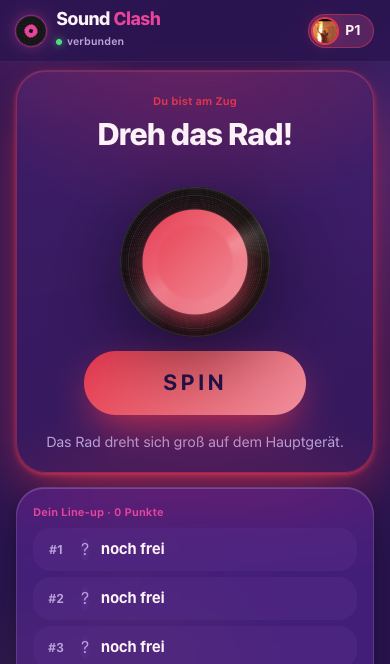 Sound Clash
verbunden
P1
Du bist am Zug
Dreh das Rad!
SPIN
Das Rad dreht sich groß auf dem Hauptgerät.
Dein Line-up · 0 Punkte
#1 ? noch frei
#2 ? noch frei
#3 ? noch frei